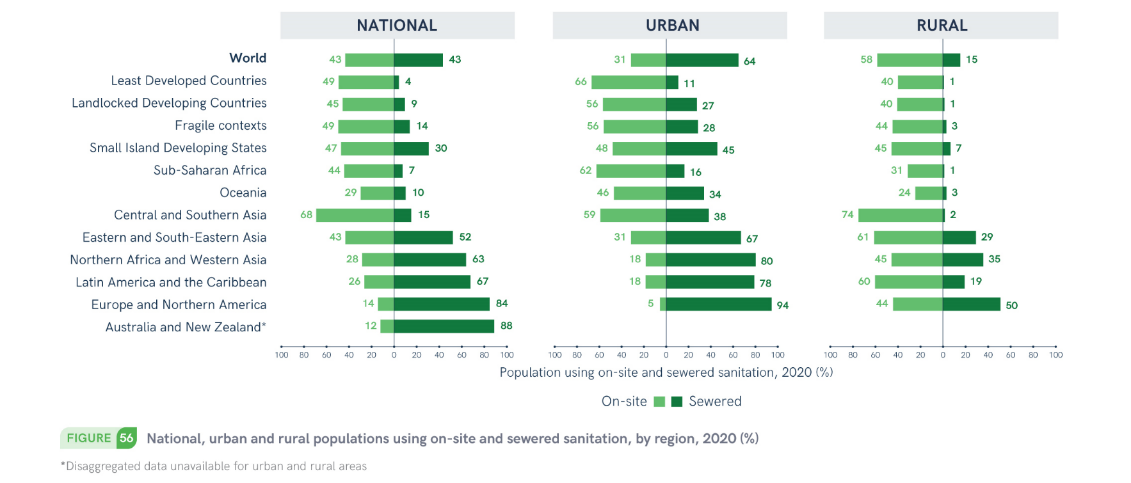 NATIONAL URBAN RURAL
World 43 43 31 64 58 15
Least Developed Countries 49 4 66 11 40 1
Landlocked Developing Countries 45 9 56 27 40 1
Fragile contexts 49 14 56 28 44 3
Small Island Developing States 47 30 48 45 45 7
Sub-Saharan Africa 44 7 62 16 31 1
Oceania 29 10 46 34 24 3
Central and Southern Asia 68 15 59 38 74 2
Eastern and South-Eastern Asia 43 52 31 67 61 29
Northern Africa and Western Asia 28 63 18 80 45 35
Latin America and the Caribbean 26 67 18 78 60 19
Europe and Northern America 14 84 5 94 44 50
Australia and New Zealand* 12 88
100 80 60 40 20 0 20 40 60 80 100 100 80 60 40 20 0 20 40 60 80 100 100 80 60 40 20 0 20 40 60 80 100
Population using on-site and sewered sanitation, 2020 (%)
On-site Sewered
FIGURE 56 National, urban and rural populations using on-site and sewered sanitation, by region, 2020 (%)
*Disaggregated data unavailable for urban and rural areas